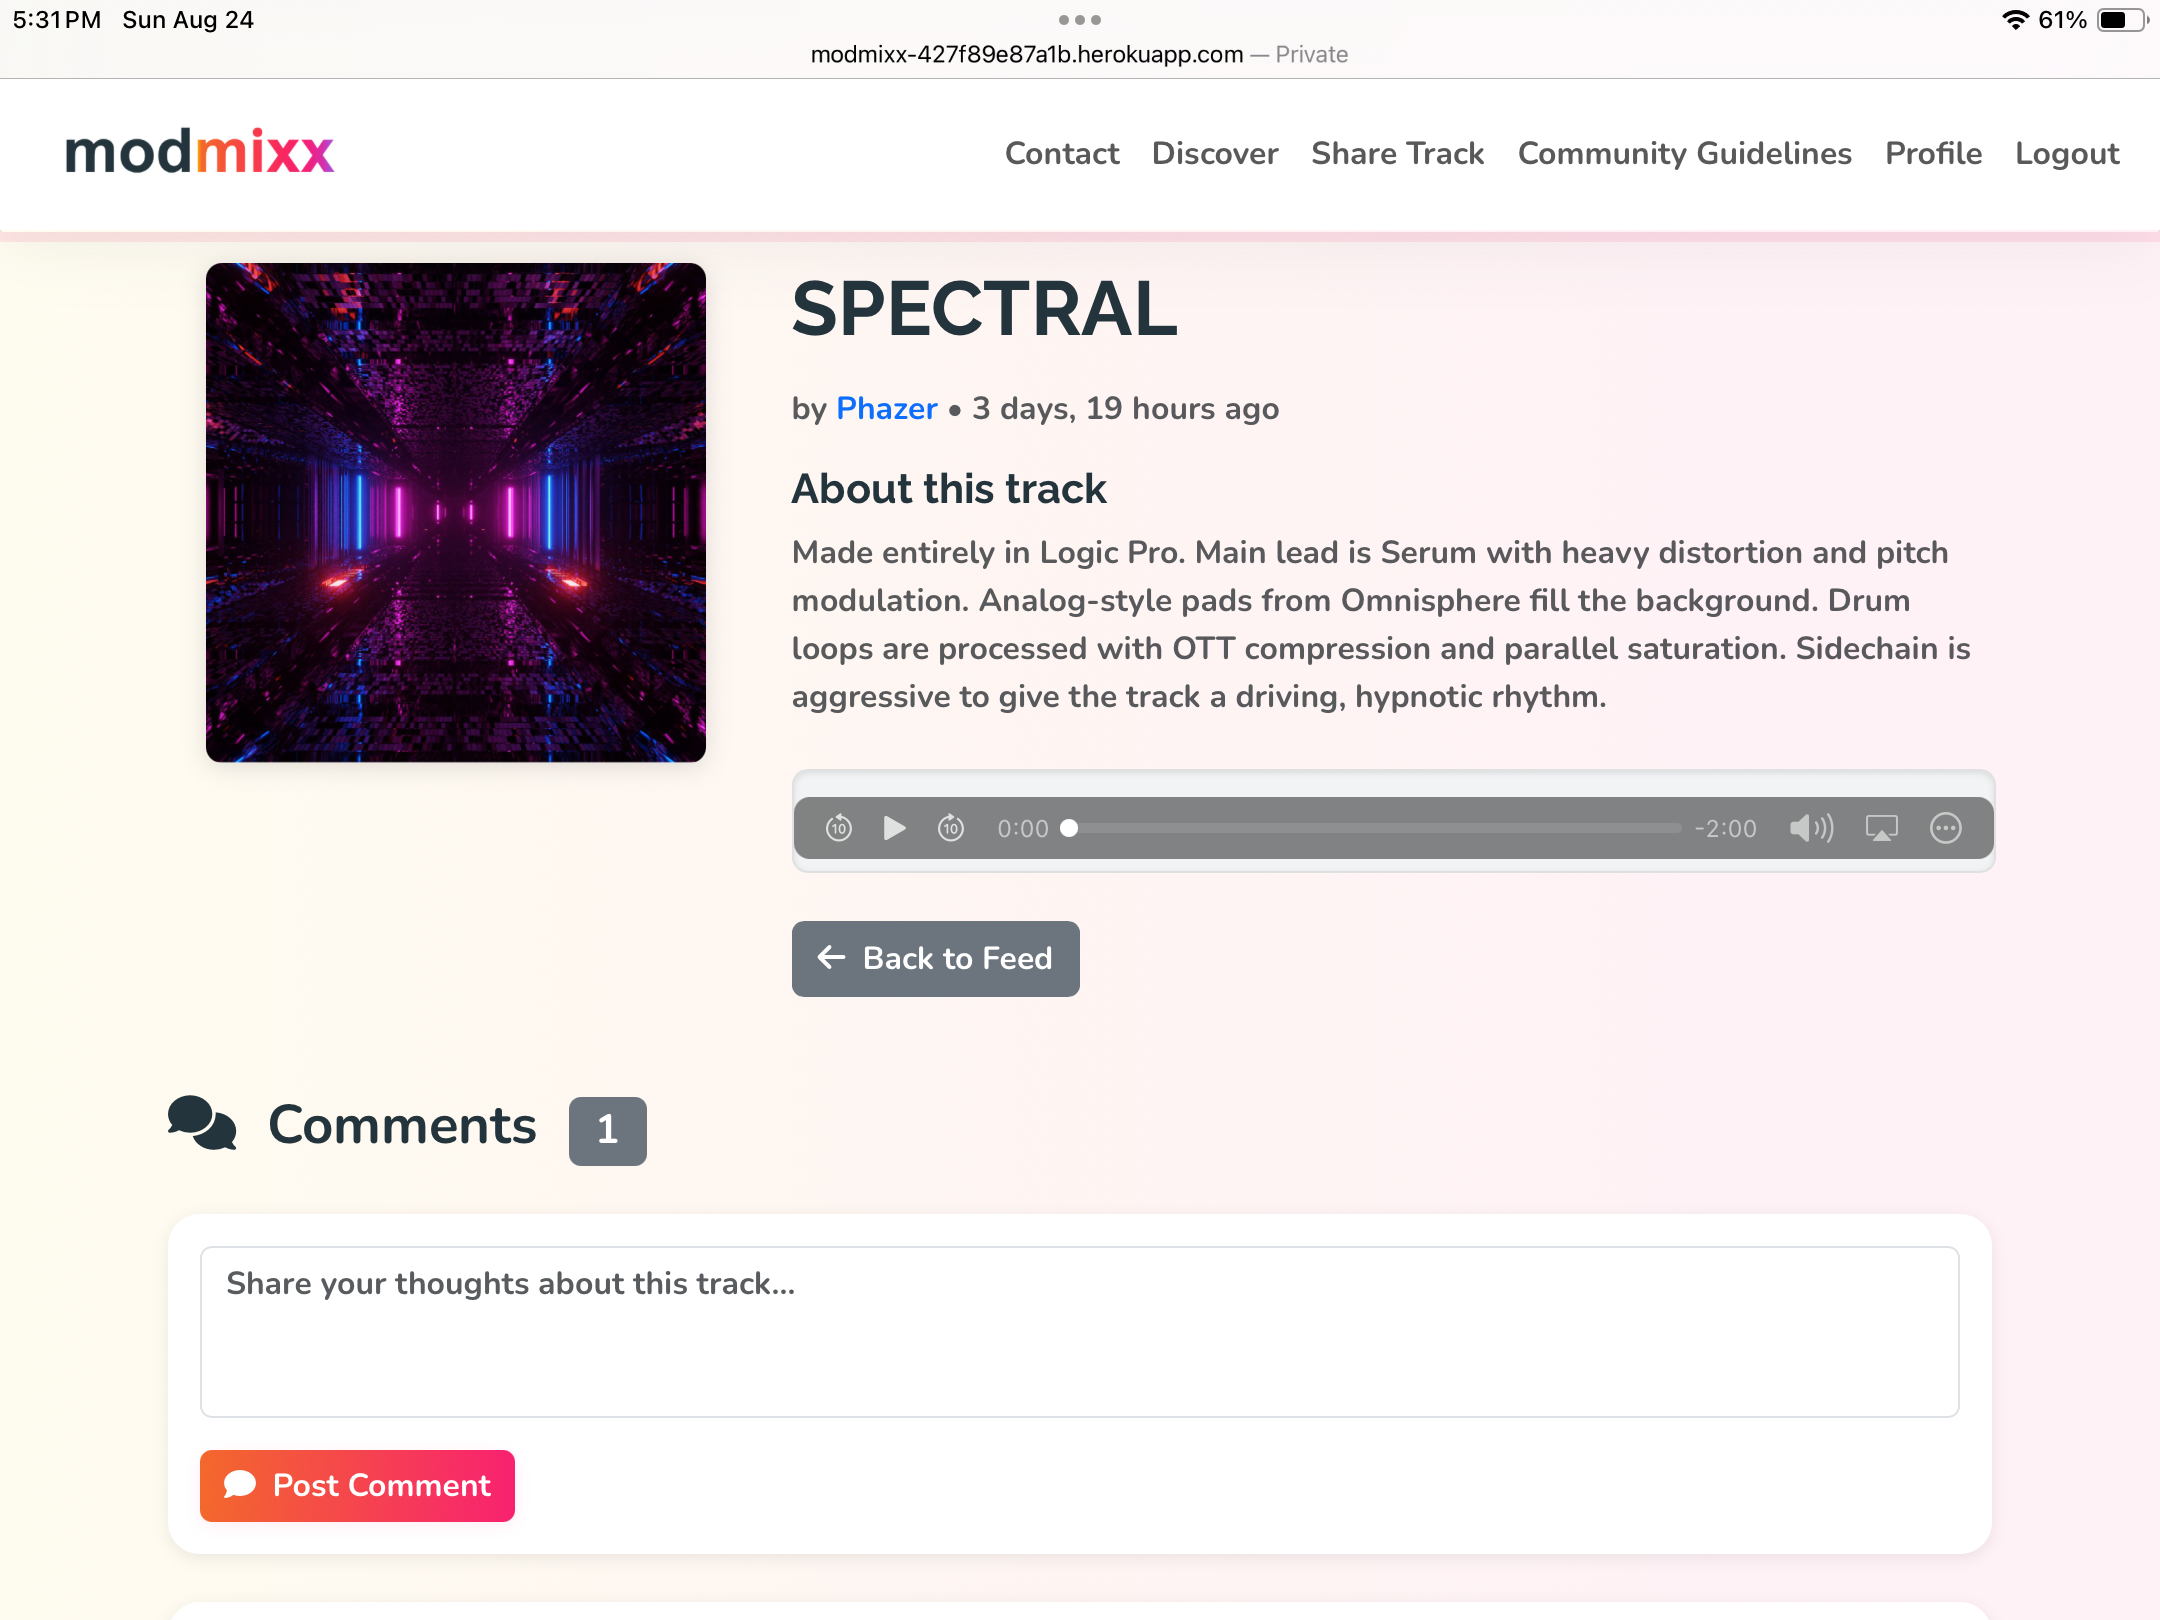 5:31 PM Sun Aug 24
61%
modmixx-427f89e87a1b.herokuapp.com — Private
modmixx
Contact Discover Share Track Community Guidelines Profile Logout
SPECTRAL
by Phazer • 3 days, 19 hours ago
About this track
Made entirely in Logic Pro. Main lead is Serum with heavy distortion and pitch
modulation. Analog-style pads from Omnisphere fill the background. Drum
loops are processed with OTT compression and parallel saturation. Sidechain is
aggressive to give the track a driving, hypnotic rhythm.
10 10 0:00 -2:00
Back to Feed
Comments 1
Share your thoughts about this track...
Post Comment